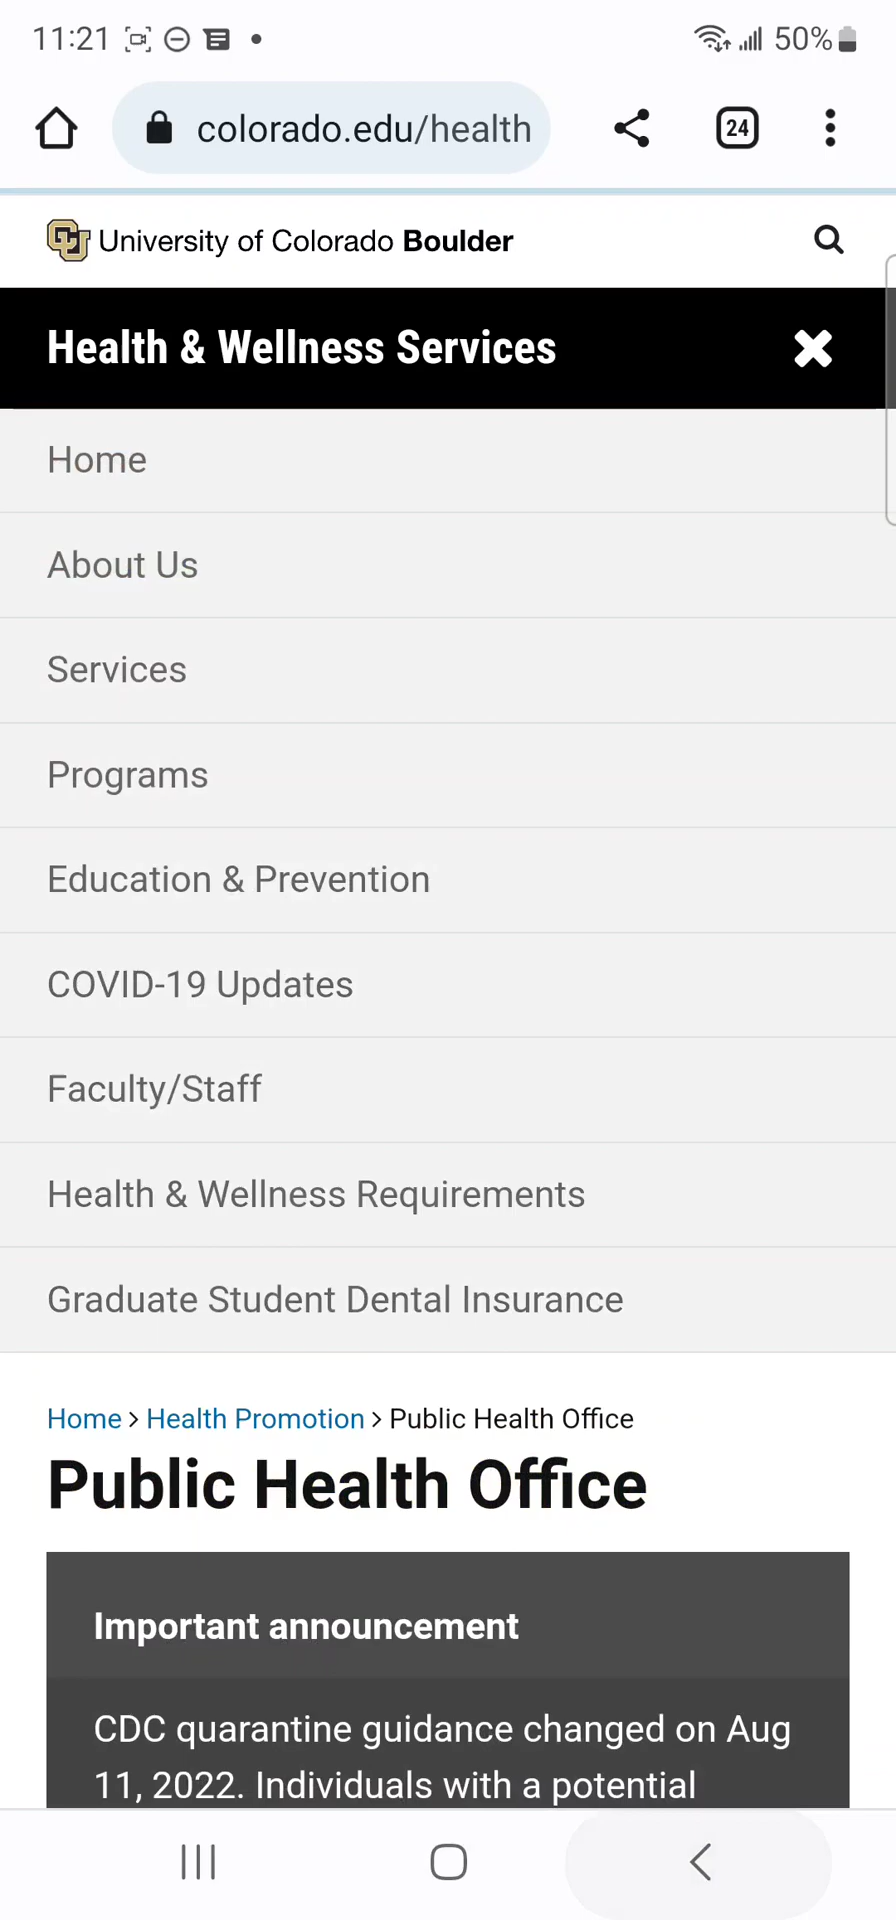 11:21 50%
colorado.edu/health 24
CU University of Colorado Boulder
Health & Wellness Services
Home
About Us
Services
Programs
Education & Prevention
COVID-19 Updates
Faculty/Staff
Health & Wellness Requirements
Graduate Student Dental Insurance
Home > Health Promotion > Public Health Office
Public Health Office
Important announcement
CDC quarantine guidance changed on Aug
11, 2022. Individuals with a potential